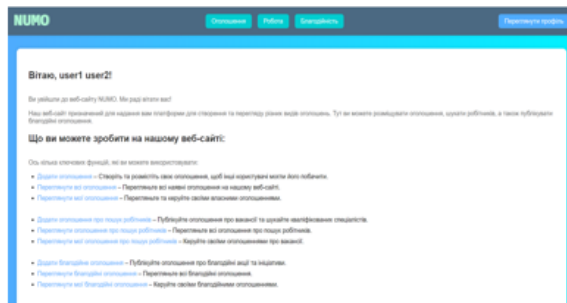 NUMO
Оголошення Робота Благодійність Переглянути профіль
Вітаю, user1 user2!
Ви увійшли до веб-сайту NUMO. Ми раді вітати вас!
Наш веб-сайт призначений для надання вам платформи для створення та перегляду різних видів оголошень. Тут ви можете розміщувати оголошення, шукати робітників, а також публікувати
благодійні оголошення.
Що ви можете зробити на нашому веб-сайті:
Ось кілька ключових функцій, які ви можете використовувати:
• Додати оголошення – Створіть та розмістіть своє оголошення, щоб інші користувачі могли його побачити.
• Переглянути всі оголошення – Перегляньте всі наявні оголошення на нашому веб-сайті.
• Переглянути мої оголошення – Перегляньте та керуйте своїми власними оголошеннями.
• Додати оголошення про пошук робітників – Публікуйте оголошення про вакансії та шукайте кваліфікованих спеціалістів.
• Переглянути оголошення про пошук робітників – Перегляньте всі оголошення про пошук робітників.
• Переглянути мої оголошення про пошук робітників – Керуйте своїми оголошеннями про вакансії.
• Додати благодійне оголошення – Публікуйте оголошення про благодійні акції та ініціативи.
• Переглянути благодійні оголошення – Перегляньте всі благодійні оголошення.
• Переглянути мої благодійні оголошення – Керуйте своїми благодійними оголошеннями.